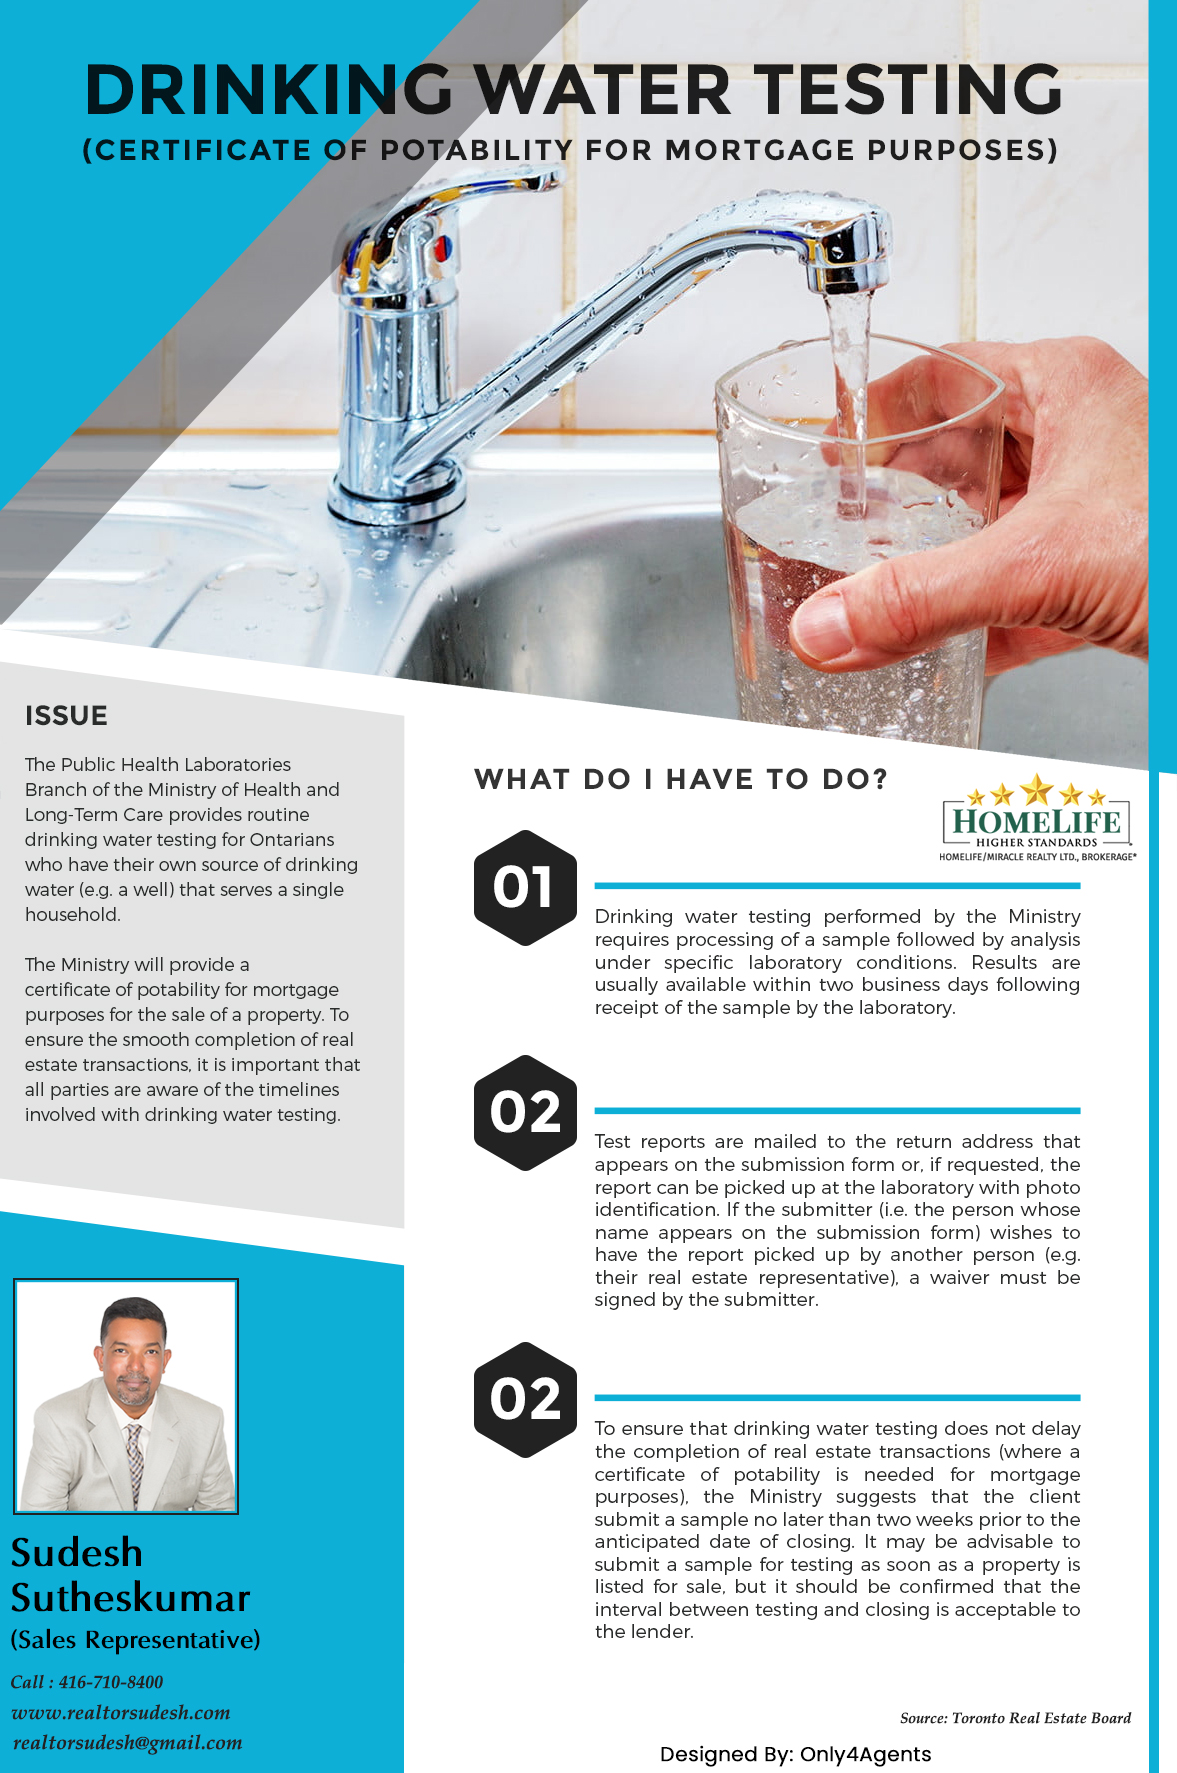 DRINKING WATER TESTING
(CERTIFICATE OF POTABILITY FOR MORTGAGE PURPOSES)
ISSUE
The Public Health Laboratories
Branch of the Ministry of Health and
Long-Term Care provides routine
drinking water testing for Ontarians
who have their own source of drinking
water (e.g. a well) that serves a single
household.
The Ministry will provide a
certificate of potability for mortgage
purposes for the sale of a property. To
ensure the smooth completion of real
estate transactions, it is important that
all parties are aware of the timelines
involved with drinking water testing.
Sudesh
Sutheskumar
(Sales Representative)
Call : 416-710-8400
www.realtorsudesh.com
realtorsudesh@gmail.com
WHAT DO I HAVE TO DO?
HOMELIFE
HIGHER STANDARDS
HOMELIFE/MIRACLE REALTY LTD., BROKERAGE*
01
Drinking water testing performed by the Ministry
requires processing of a sample followed by analysis
under specific laboratory conditions. Results are
usually available within two business days following
receipt of the sample by the laboratory.
02
Test reports are mailed to the return address that
appears on the submission form or, if requested, the
report can be picked up at the laboratory with photo
identification. If the submitter (i.e. the person whose
name appears on the submission form) wishes to
have the report picked up by another person (e.g.
their real estate representative), a waiver must be
signed by the submitter.
02
To ensure that drinking water testing does not delay
the completion of real estate transactions (where a
certificate of potability is needed for mortgage
purposes), the Ministry suggests that the client
submit a sample no later than two weeks prior to the
anticipated date of closing. It may be advisable to
submit a sample for testing as soon as a property is
listed for sale, but it should be confirmed that the
interval between testing and closing is acceptable to
the lender.
Source: Toronto Real Estate Board
Designed By: Only4Agents